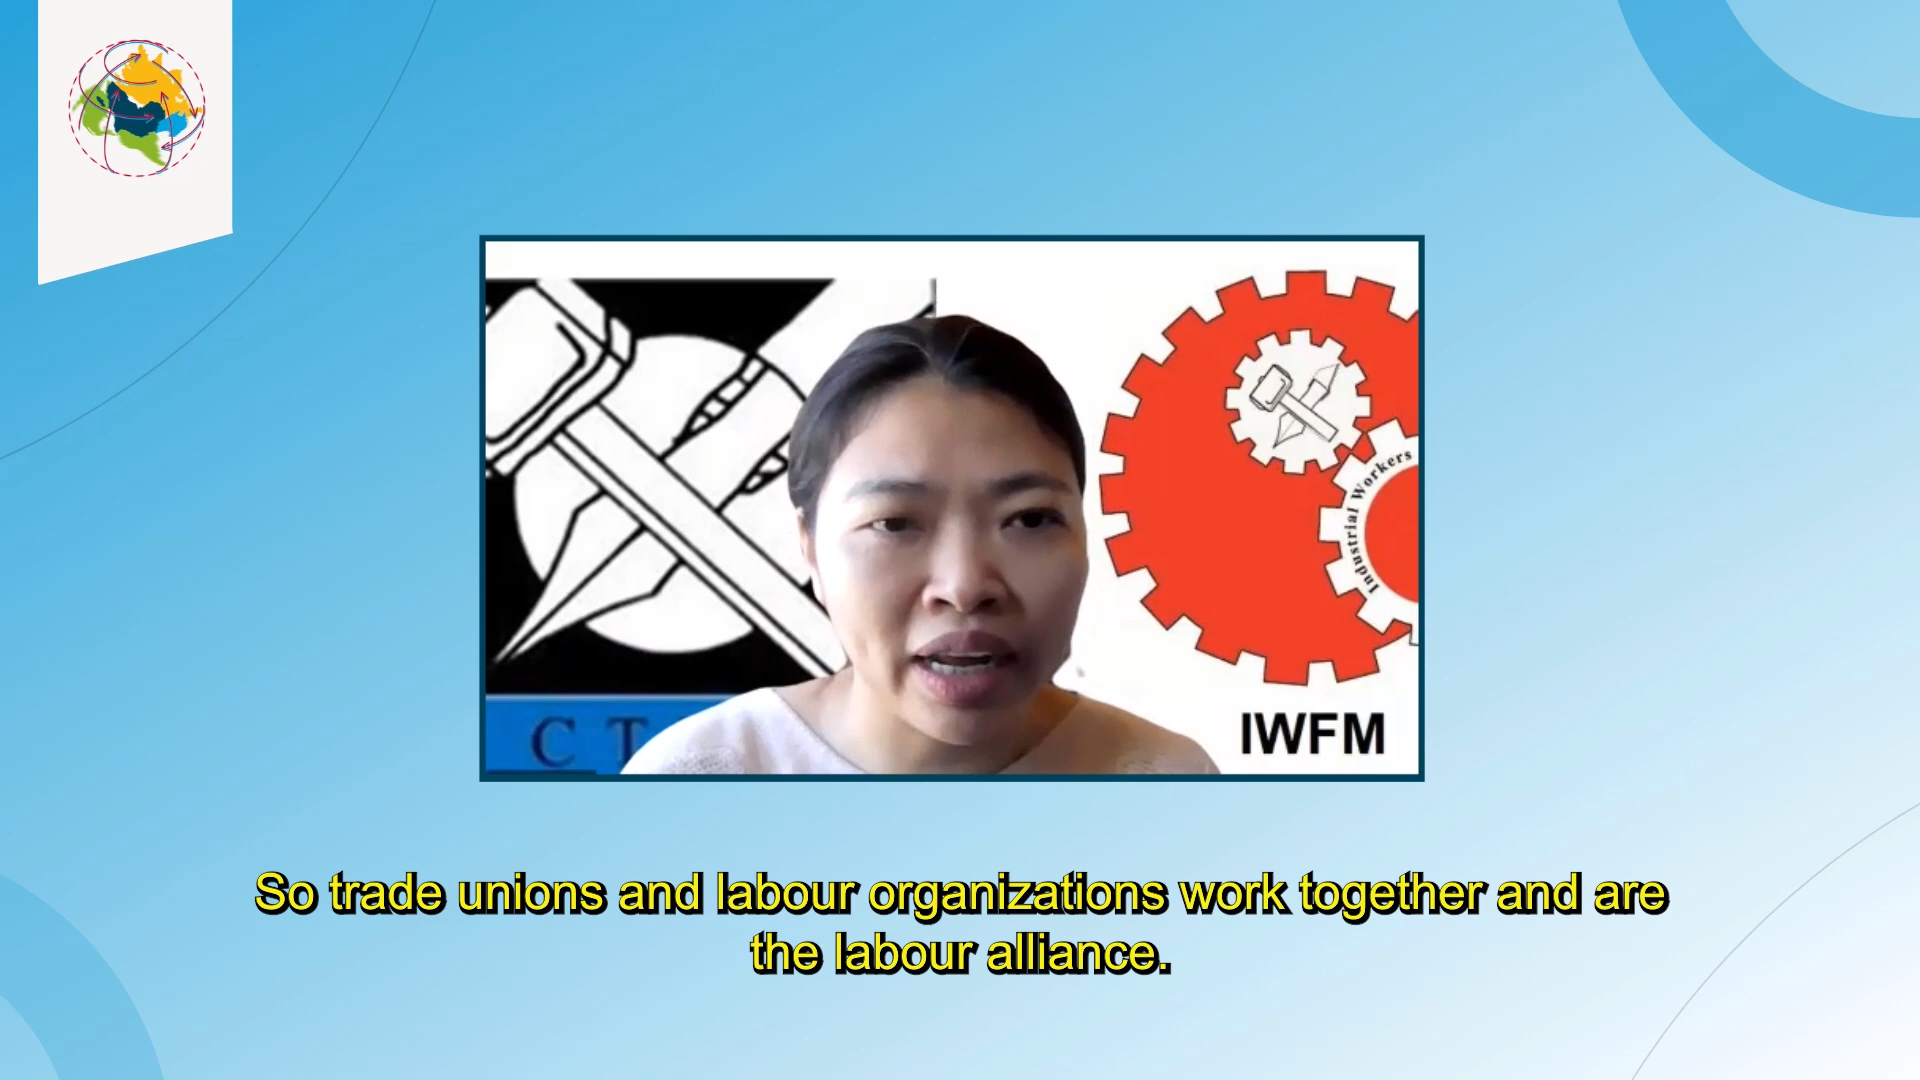 Industrial Workers
C T
IWFM
So trade unions and labour organizations work together and are
the labour alliance.